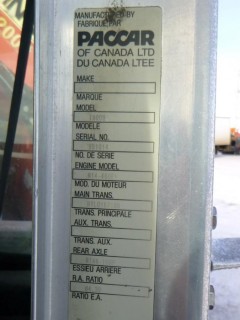 MANUFACTURED BY
FABRIQUE PAR
PACCAR
OF CANADA LTD
DU CANADA LTEE
MAKE
MARQUE
MODEL
MODELE
SERIAL NO.
NO. DE SERIE
ENGINE MODEL
MOD. DU MOTEUR
MAIN TRANS.
TRANS. PRINCIPALE
AUX. TRANS.
TRANS. AUX.
REAR AXLE
ESSIEU ARRIERE
R.A. RATIO
RATIO E.A.